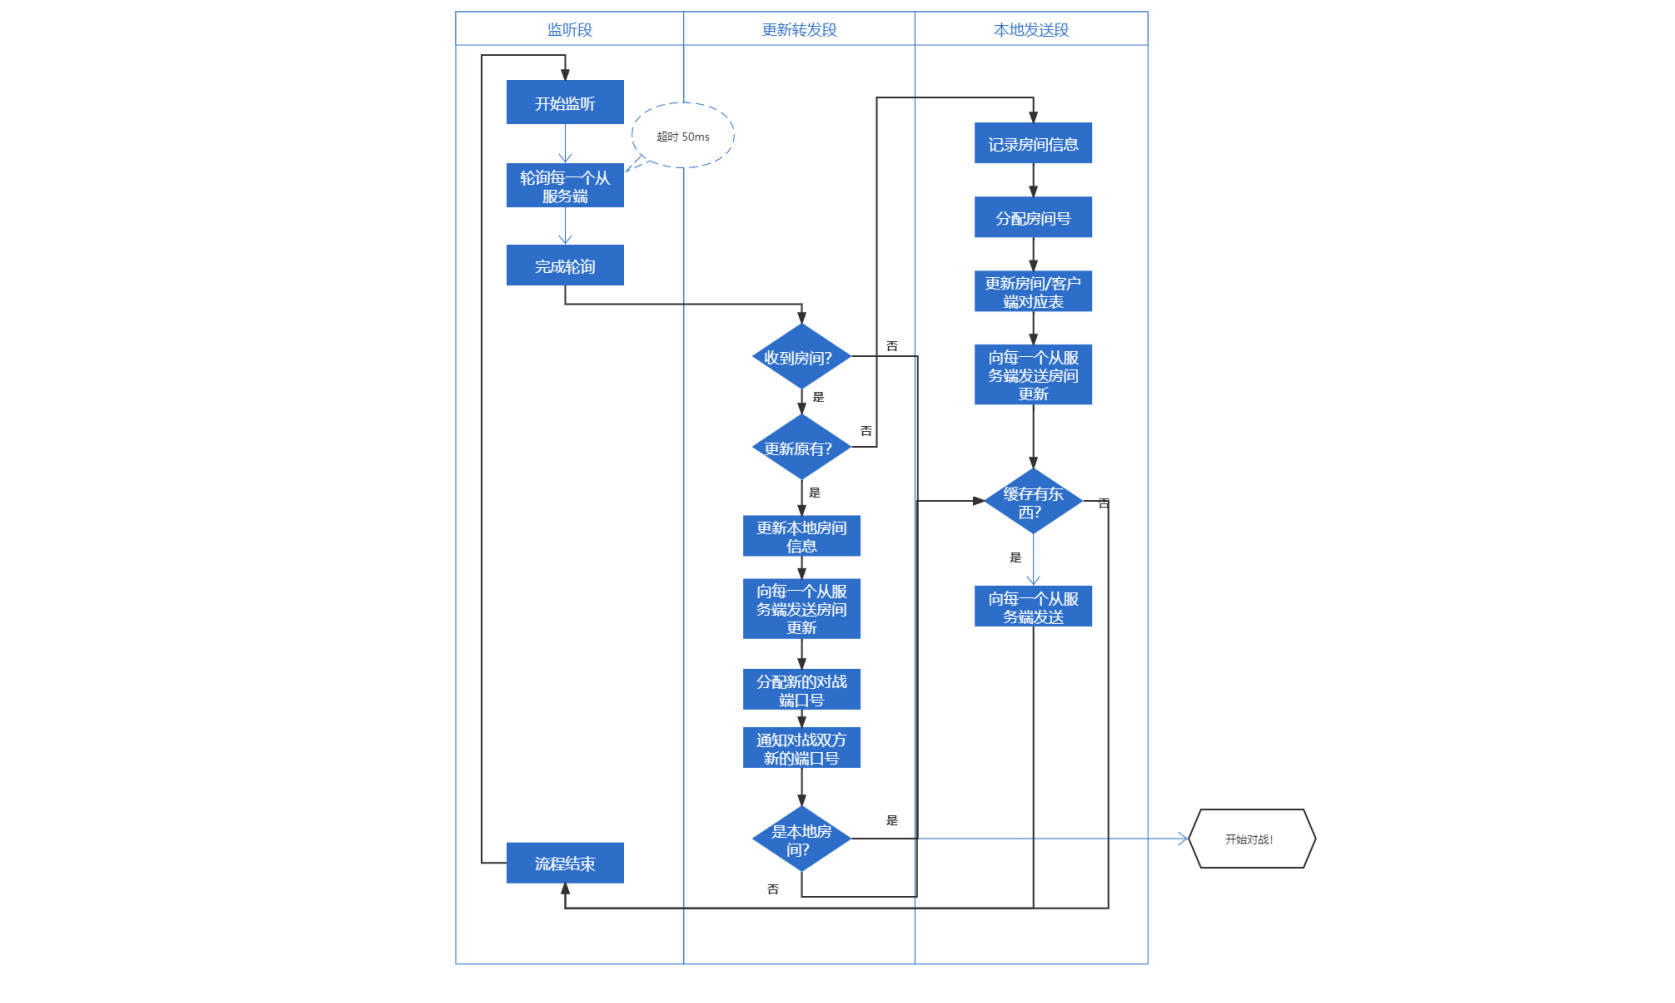 监听段
更新转发段
本地发送段
开始监听
超时 50ms
轮询每一个从
服务端
完成轮询
收到房间?
否
是
更新原有?
否
是
更新本地房间
信息
向每一个从服
务端发送房间
更新
分配新的对战
端口号
通知对战双方
新的端口号
是本地房
间?
是
否
记录房间信息
分配房间号
更新房间/客户
端对应表
向每一个从服
务端发送房间
更新
缓存有东
西?
否
是
向每一个从服
务端发送
开始对战!
流程结束